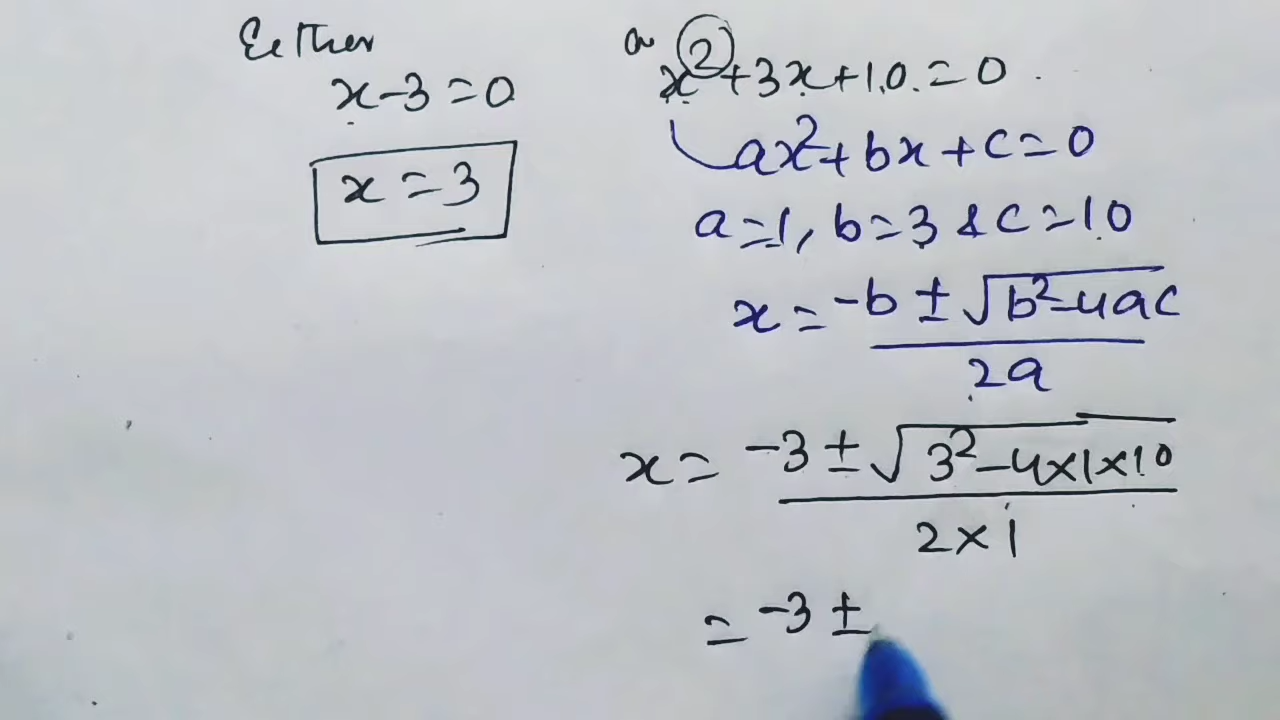 Either
x-3=0
x=3
or x²+3x+10=0
ax²+bx+c=0
a=1, b=3 & c=10
x = -b ± √b²-4ac
2a
x = -3 ± √3²-4×1×10
2×1
= -3 ±